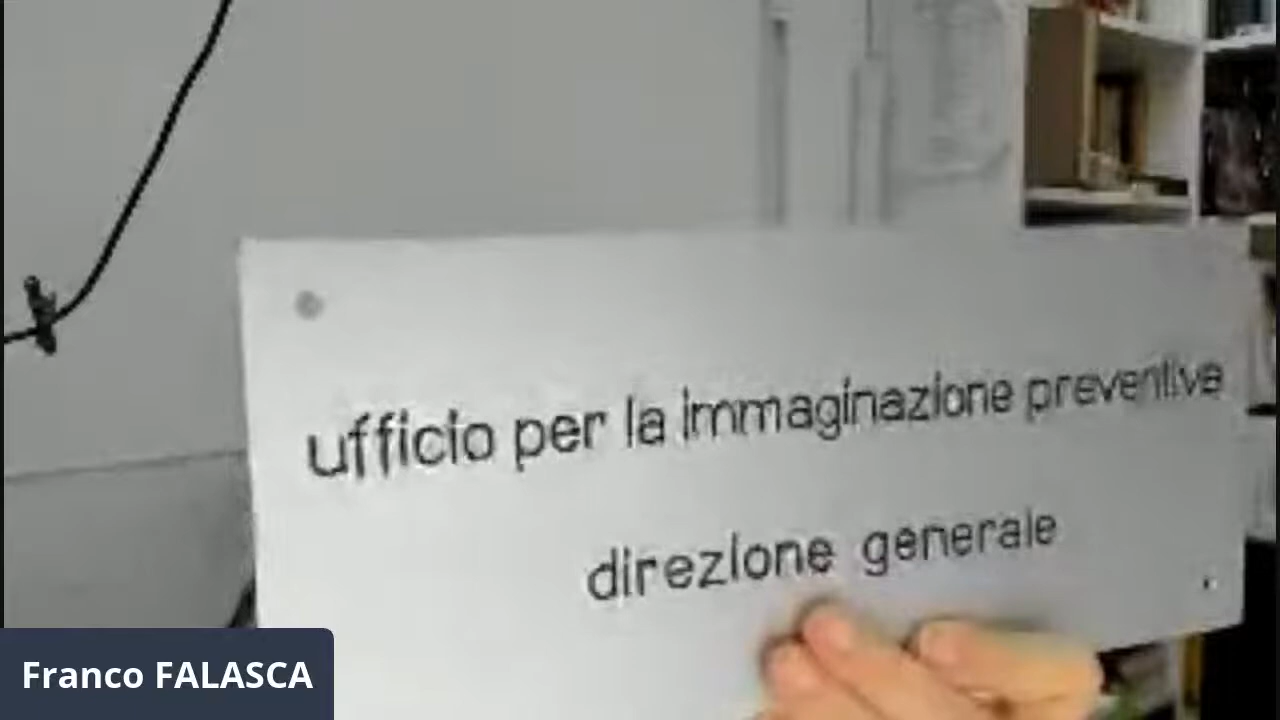 ufficio per la immaginazione preventiva
direzione generale
Franco FALASCA